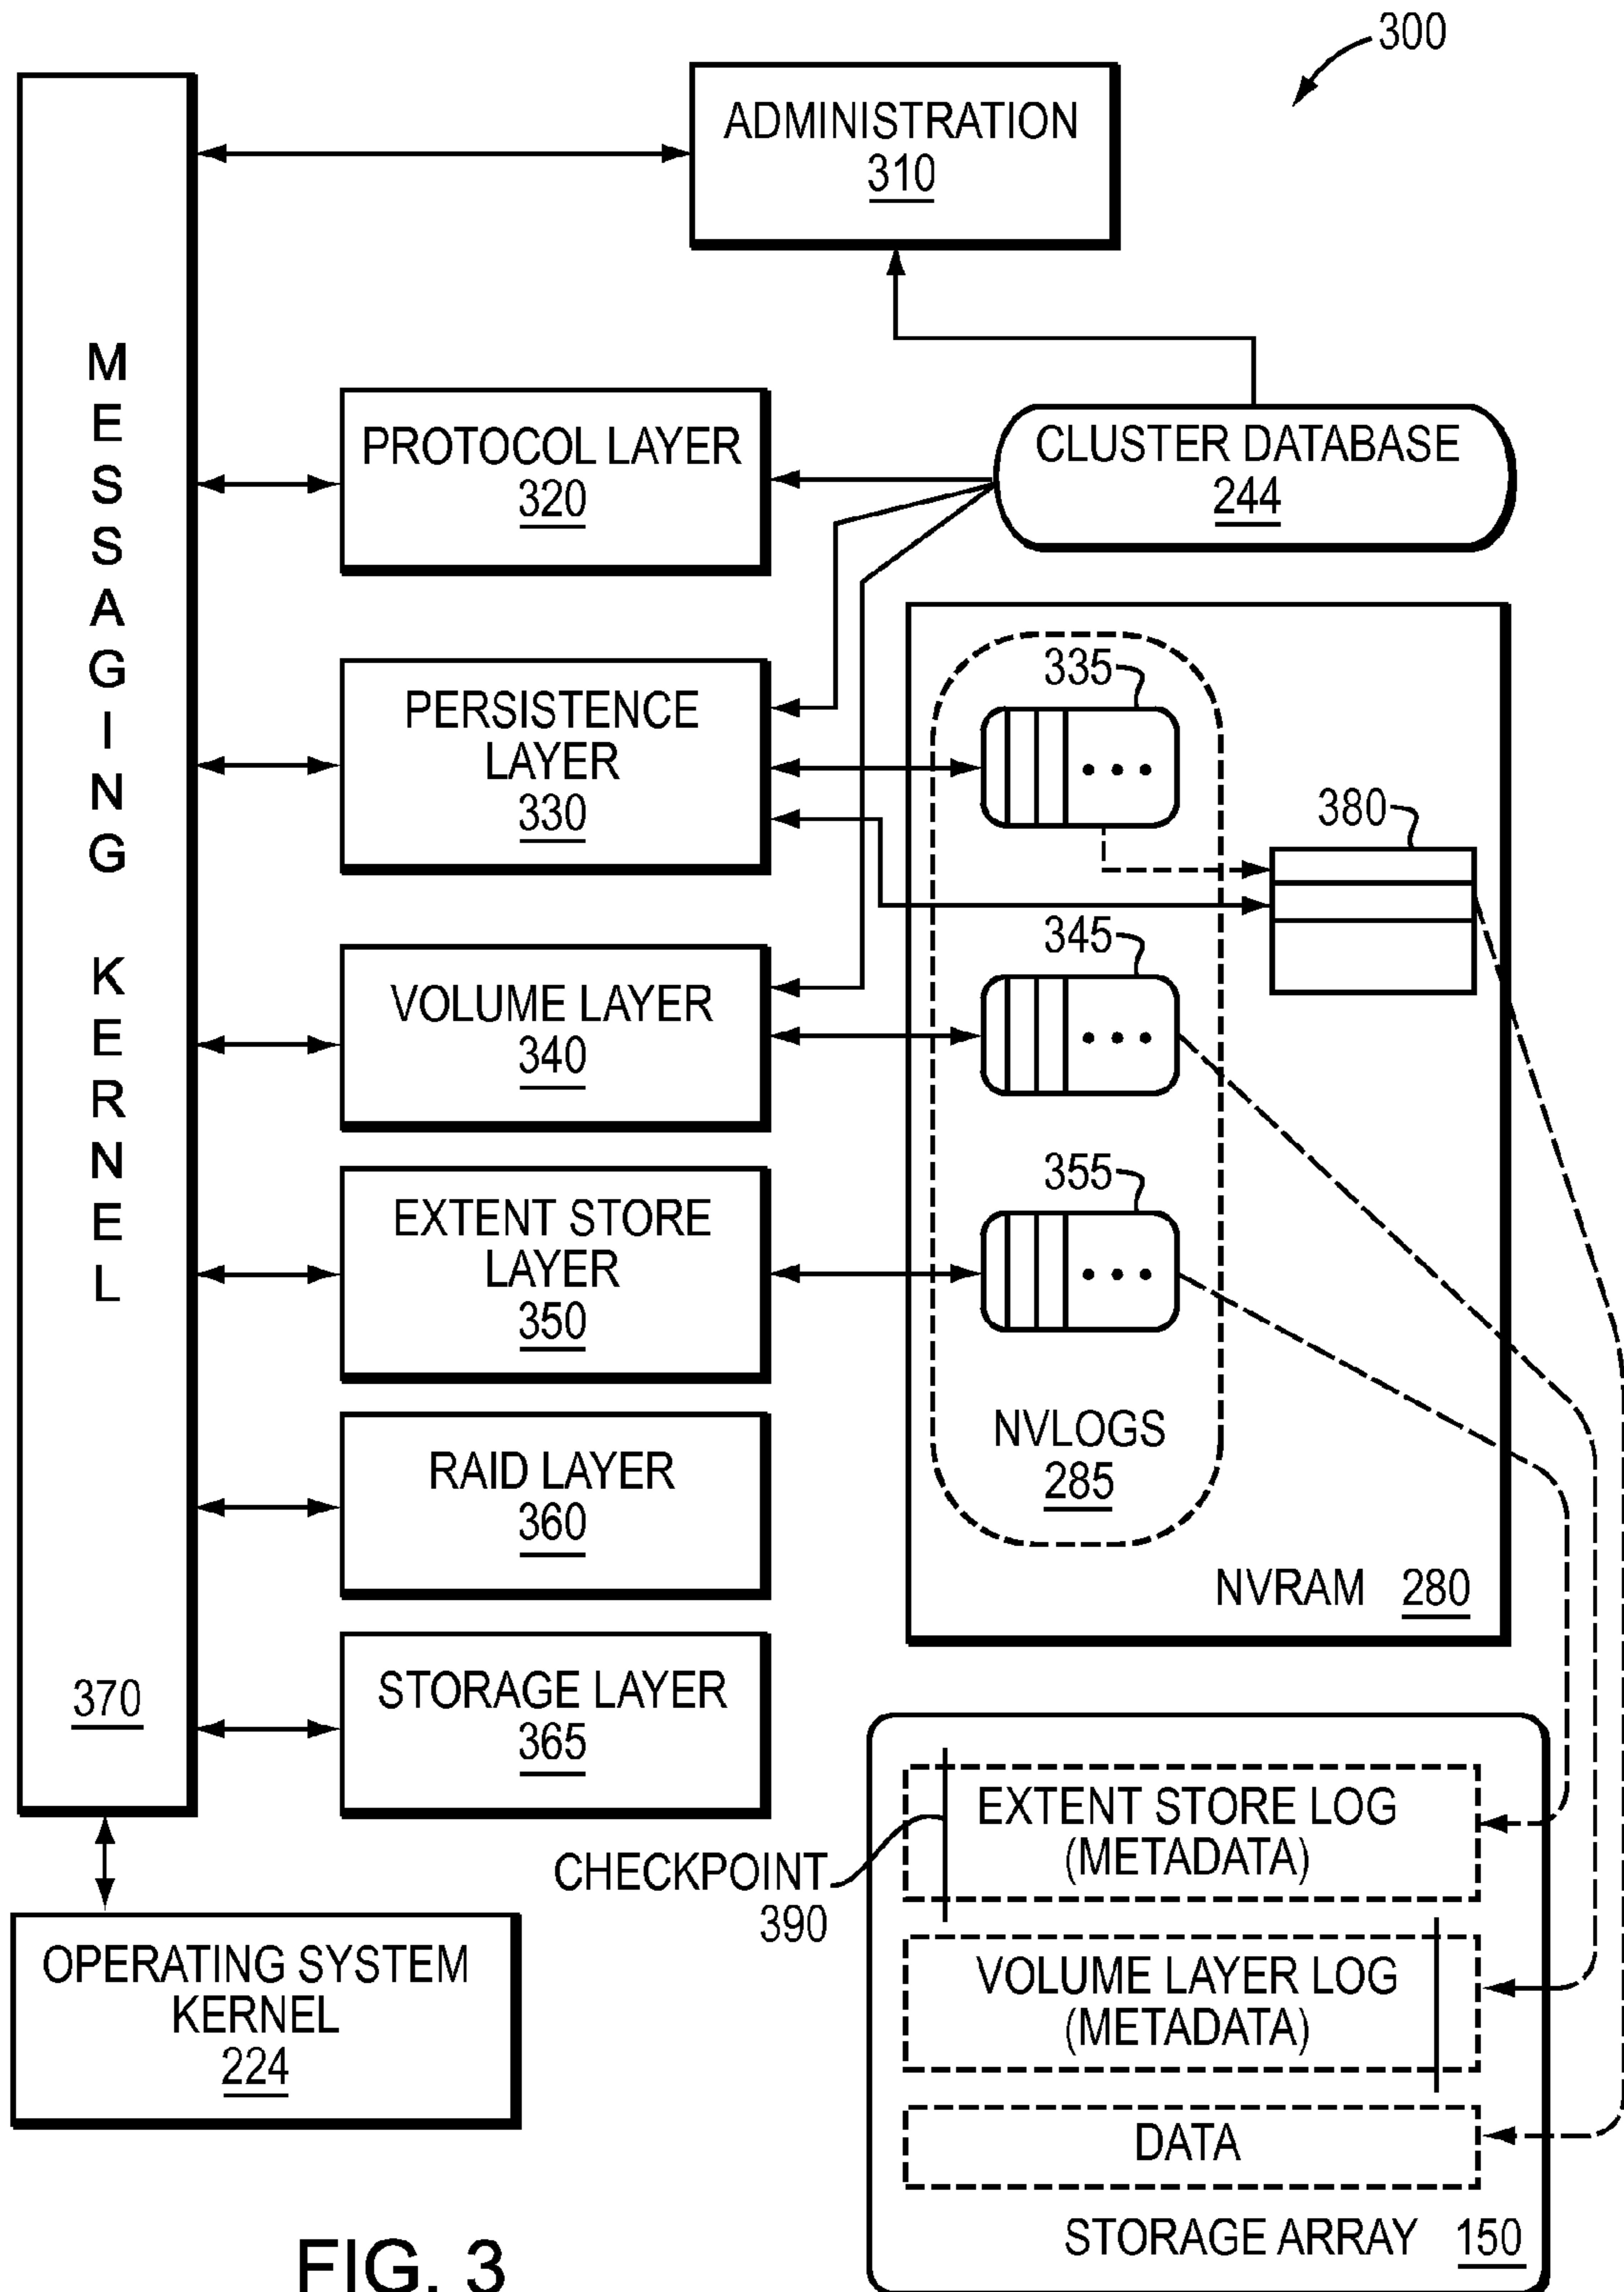 300
ADMINISTRATION
310
MESSAGING KERNEL
370
PROTOCOL LAYER
320
CLUSTER DATABASE
244
PERSISTENCE
LAYER
330
335
380
VOLUME LAYER
340
345
EXTENT STORE
LAYER
350
355
RAID LAYER
360
NVLOGS
285
NVRAM 280
STORAGE LAYER
365
OPERATING SYSTEM
KERNEL
224
CHECKPOINT
390
EXTENT STORE LOG
(METADATA)
VOLUME LAYER LOG
(METADATA)
DATA
STORAGE ARRAY 150
FIG. 3